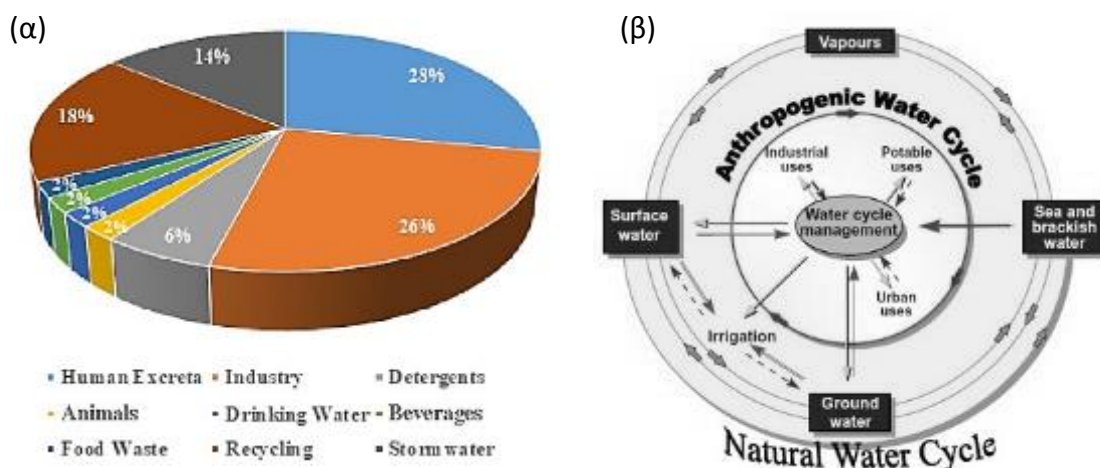 (α)
14%
28%
18%
2%
2%
2%
2%
6%
26%
Human Excreta
Industry
Detergents
Animals
Drinking Water
Beverages
Food Waste
Recycling
Stormwater
(β)
Vapours
Anthropogenic Water Cycle
Industrial
uses
Potable
uses
Surface
water
Water cycle
management
Sea and
brackish
water
Urban
uses
Irrigation
Ground
water
Natural Water Cycle